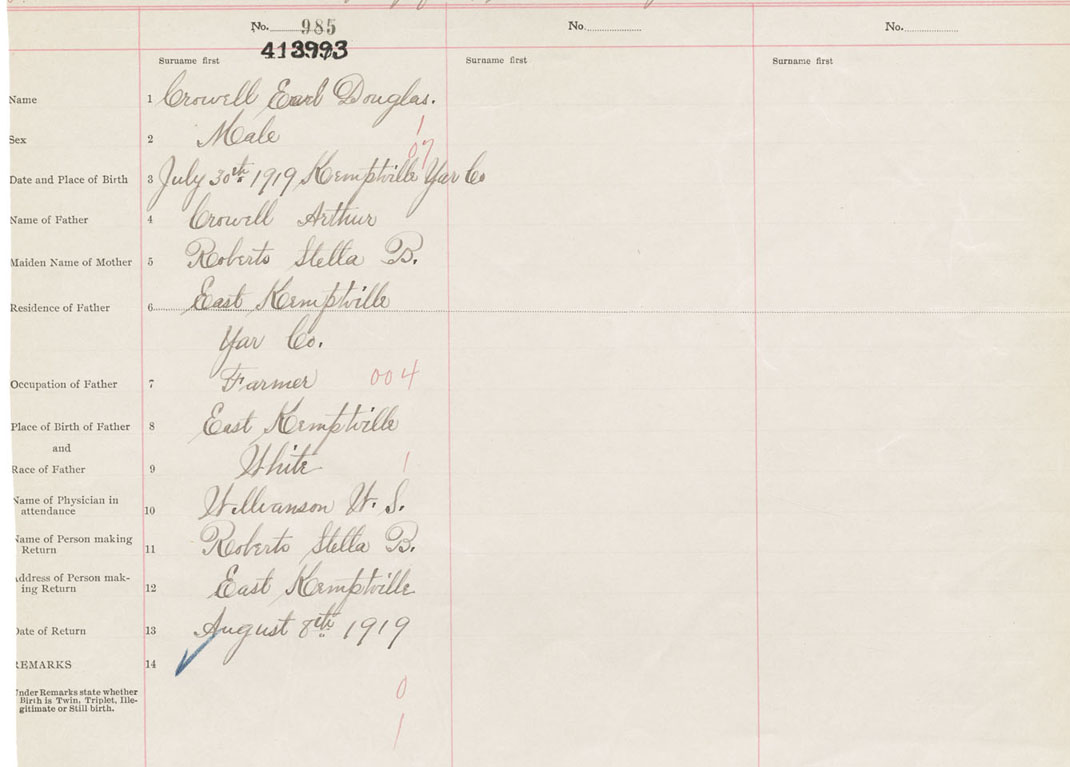 No. 985 No. No.
413993
Surname first Surname first Surname first
Name 1 Crowell Earl Douglas.
1
Sex 2 Male
07
Date and Place of Birth 3 July 30th 1919 Kemptville Yar Co
Name of Father 4 Crowell Arthur
Maiden Name of Mother 5 Roberts Stella B.
Residence of Father 6 East Kemptville
Yar Co.
Occupation of Father 7 Farmer 004
Place of Birth of Father 8 East Kemptville
and
Race of Father 9 White 1
Name of Physician in
attendance 10 W. S.
Name of Person making
Return 11 Roberts Stella B.
Address of Person mak-
ing Return 12 East Kemptville
Date of Return 13 August 8th 1919
REMARKS 14
Under Remarks state whether
Birth is Twin, Triplet, Ille-
gitimate or Still birth.
0
1